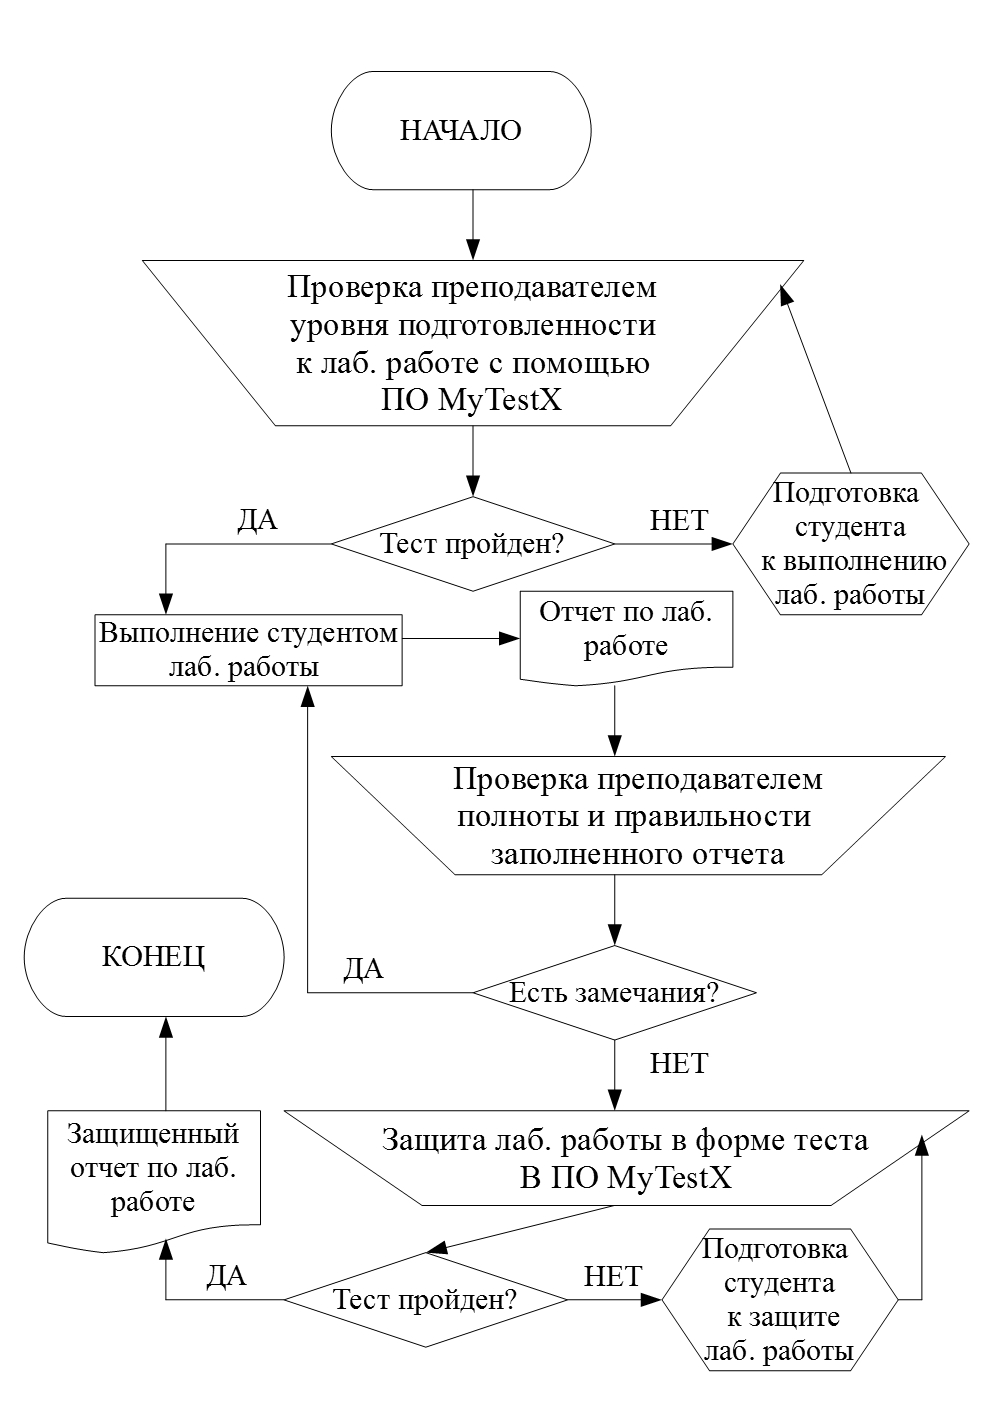 НАЧАЛО
Проверка преподавателем
уровня подготовленности
к лаб. работе с помощью
ПО MyTestX
ДА
Тест пройден?
НЕТ
Подготовка
студента
к выполнению
лаб. работы
Выполнение студентом
лаб. работы
Отчет по лаб.
работе
Проверка преподавателем
полноты и правильности
заполненного отчета
КОНЕЦ
ДА
Есть замечания?
НЕТ
Защита лаб. работы в форме теста
В ПО MyTestX
Защищенный
отчет по лаб.
работе
ДА
Тест пройден?
НЕТ
Подготовка
студента
к защите
лаб. работы